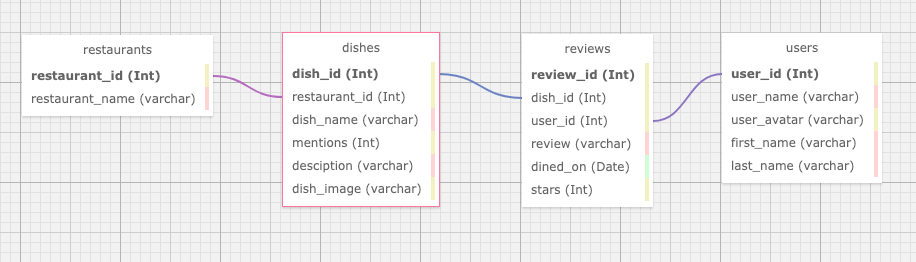 restaurants
restaurant_id (Int)
restaurant_name (varchar)
dishes
dish_id (Int)
restaurant_id (Int)
dish_name (varchar)
mentions (Int)
desciption (varchar)
dish_image (varchar)
reviews
review_id (Int)
dish_id (Int)
user_id (Int)
review (varchar)
dined_on (Date)
stars (Int)
users
user_id (Int)
user_name (varchar)
user_avatar (varchar)
first_name (varchar)
last_name (varchar)